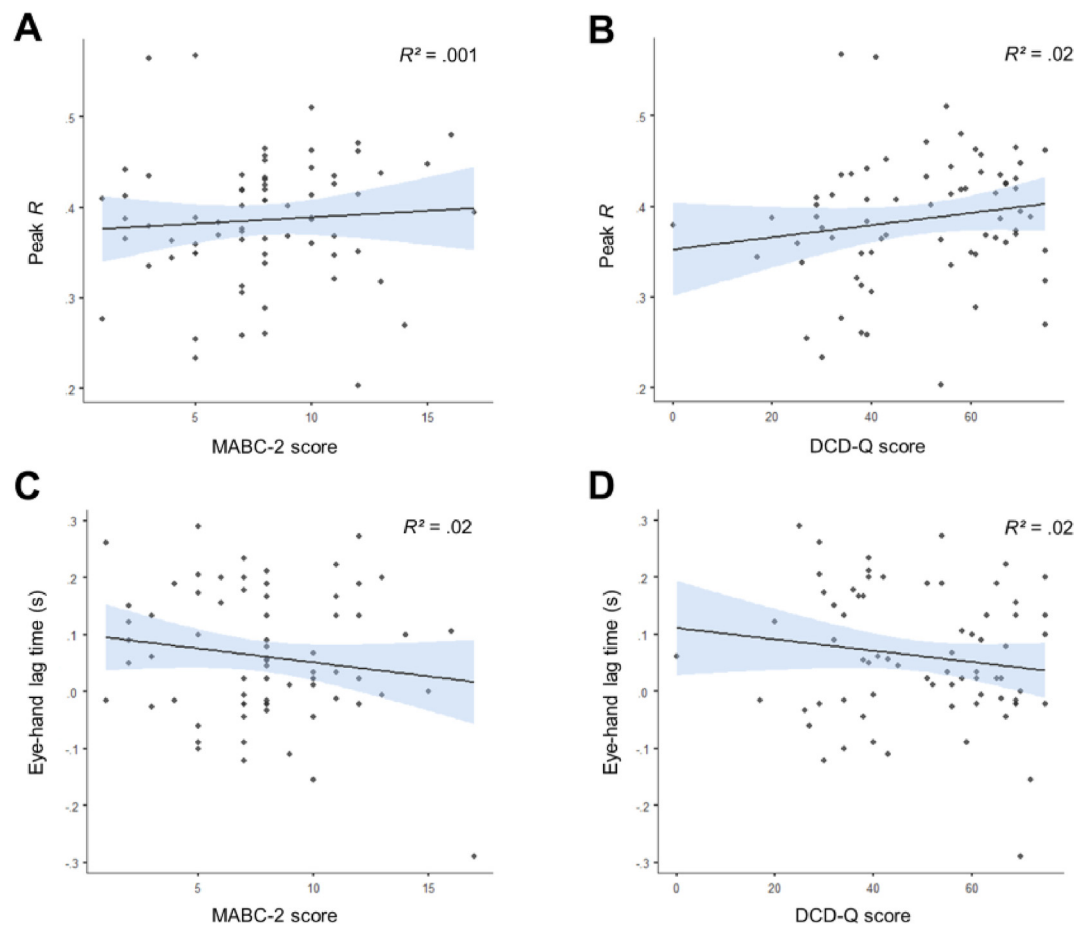 A
R² = .001
Peak R
.5
.4
.3
.2
5
10
15
MABC-2 score
B
R² = .02
Peak R
.5
.4
.3
.2
0
20
40
60
DCD-Q score
C
R² = .02
Eye-hand lag time (s)
.3
.2
.1
.0
-.1
-.2
-.3
5
10
15
MABC-2 score
D
R² = .02
Eye-hand lag time (s)
.3
.2
.1
.0
-.1
-.2
-.3
0
20
40
60
DCD-Q score